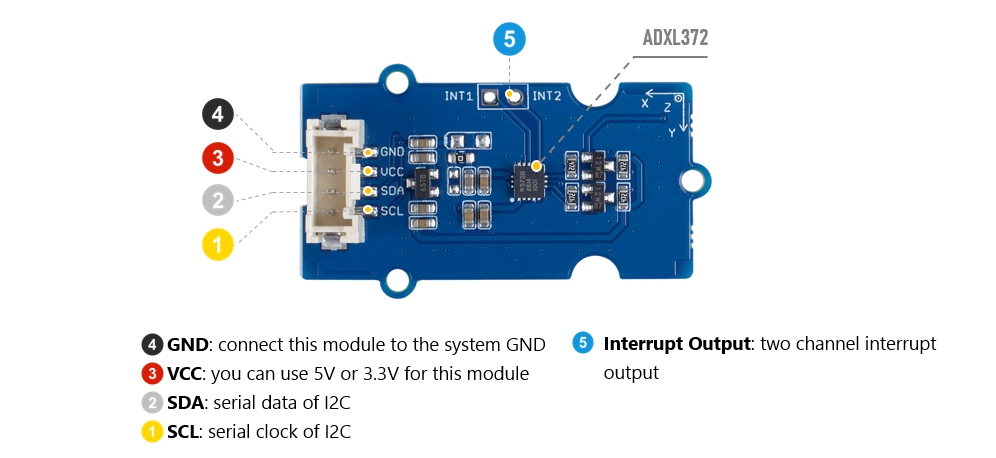 ADXL372
5
INT1
INT2
X
Z
Y
4
GND
3
VCC
2
SDA
1
SCL
4 GND: connect this module to the system GND
3 VCC: you can use 5V or 3.3V for this module
2 SDA: serial data of I2C
1 SCL: serial clock of I2C
5 Interrupt Output: two channel interrupt
output